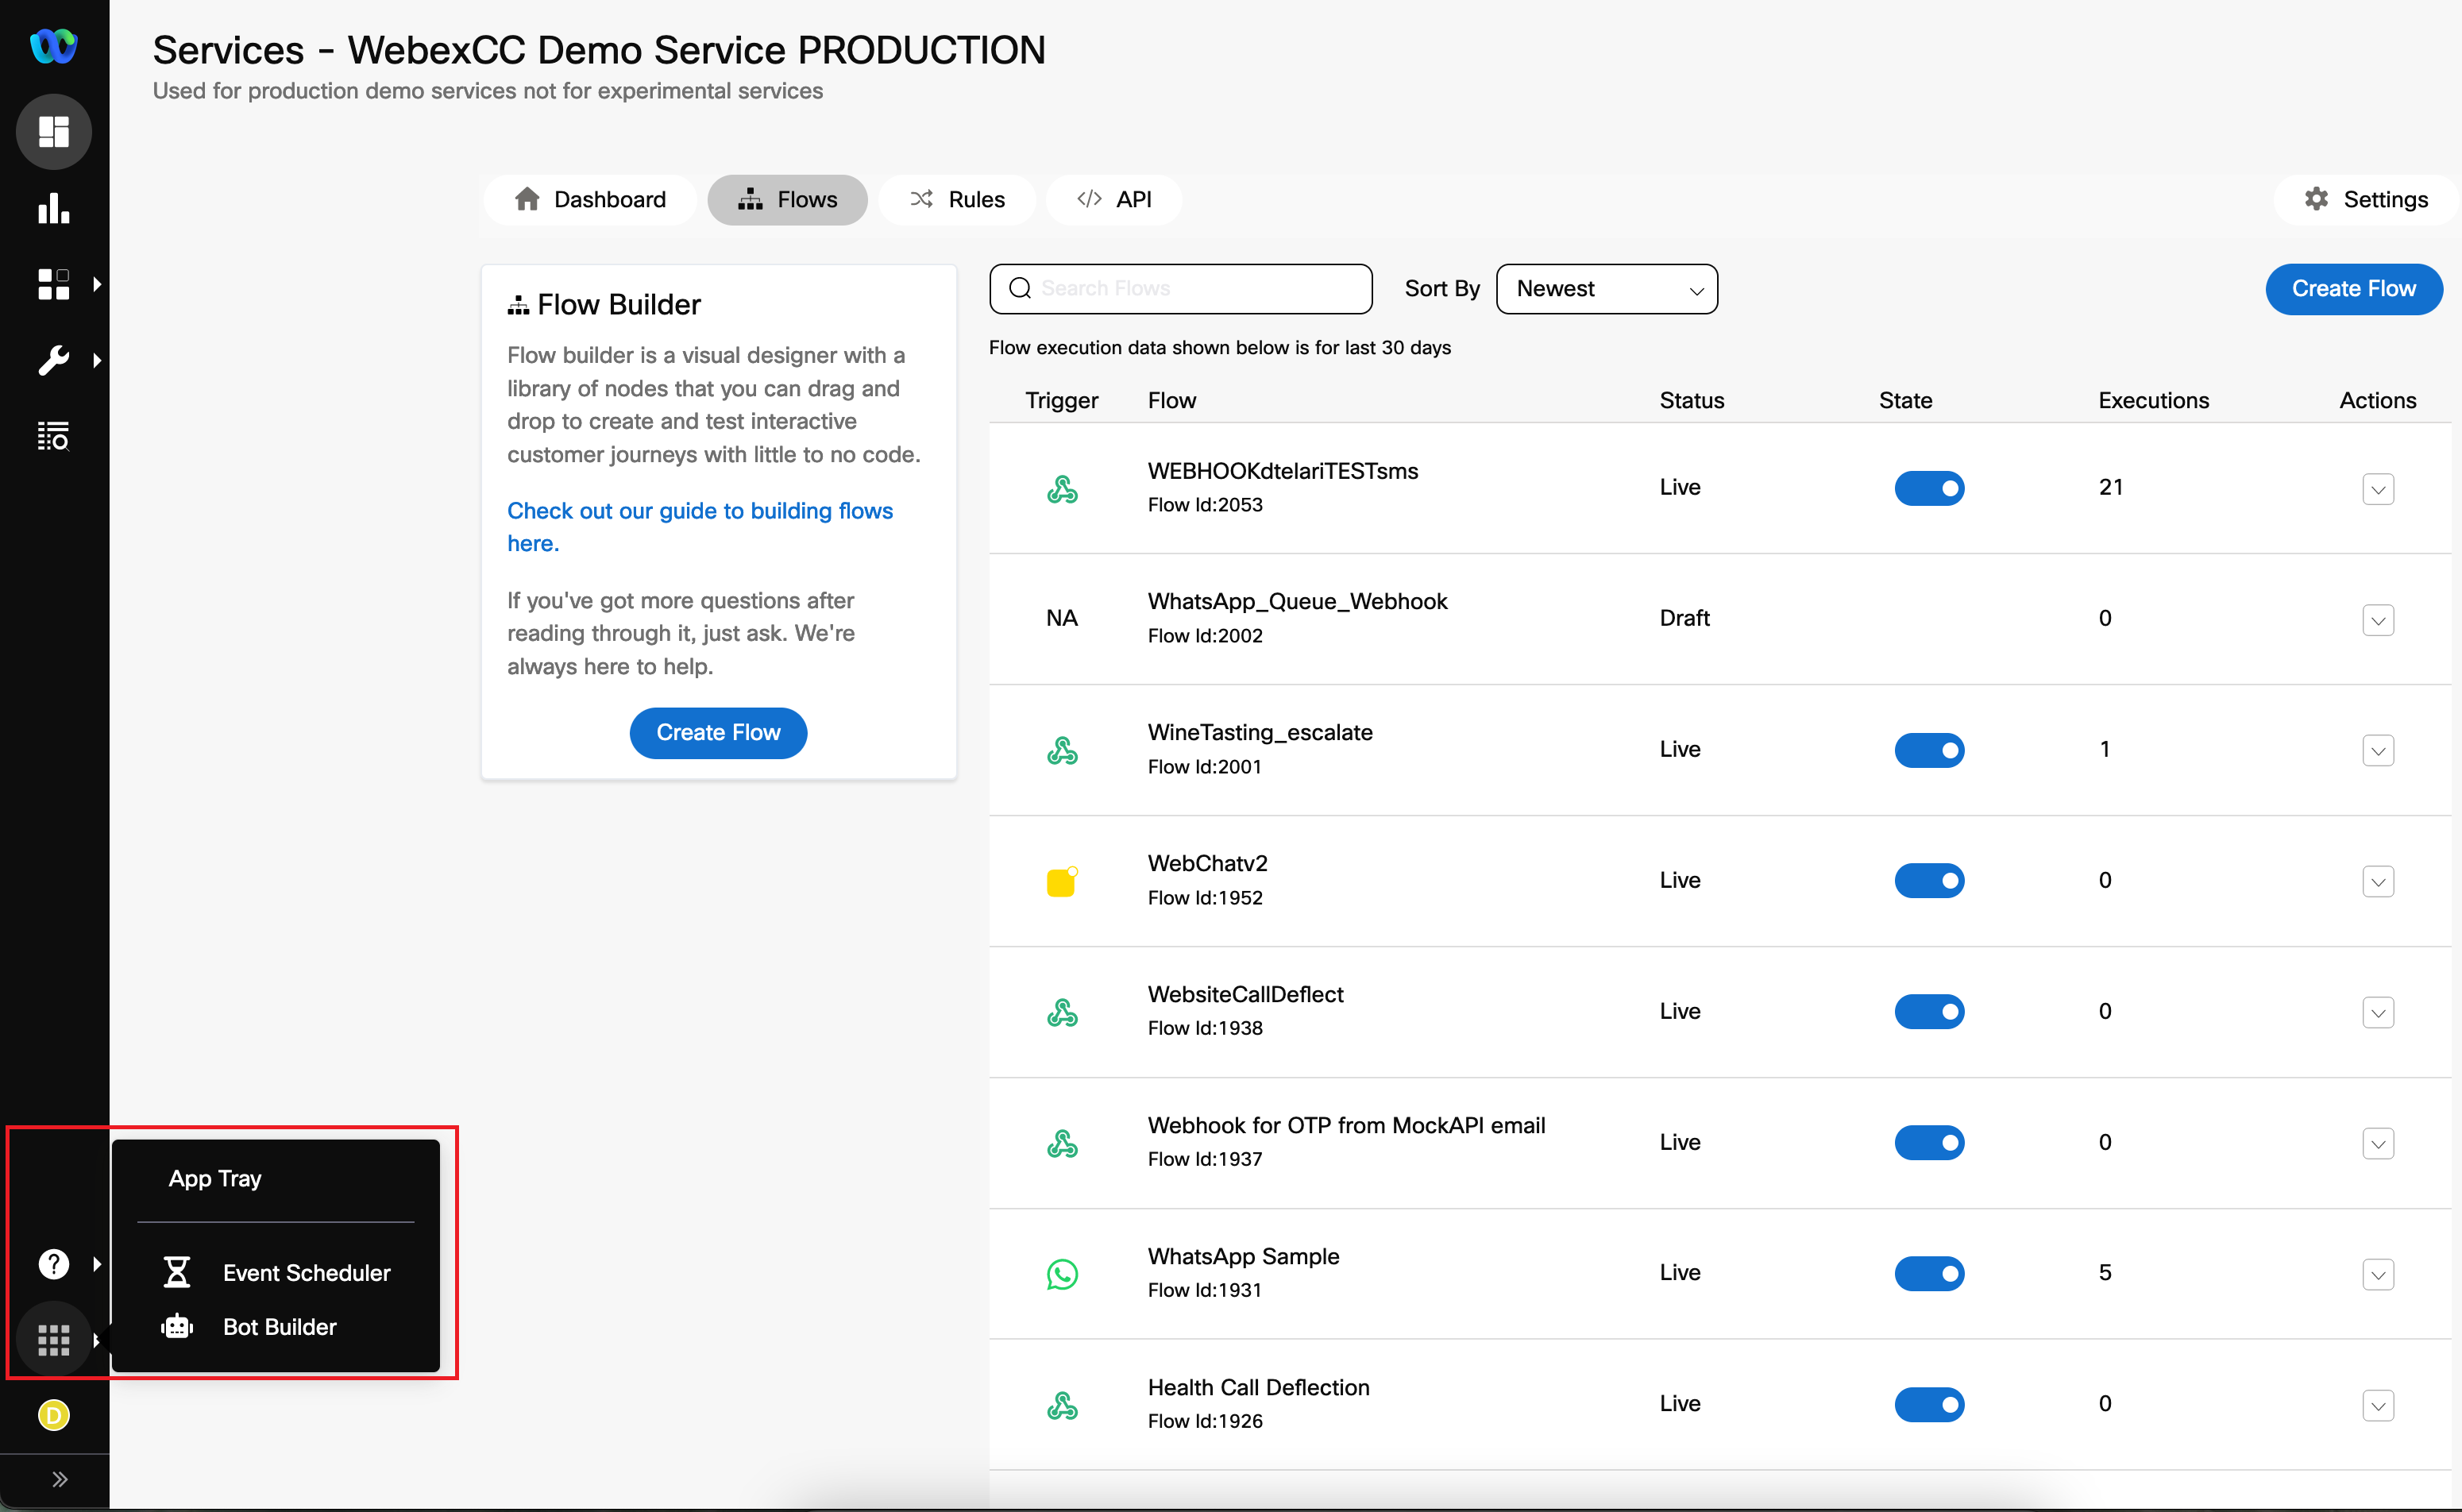 Services - WebexCC Demo Service PRODUCTION
Used for production demo services not for experimental services
Dashboard
Flows
Rules
</> API
Settings
Flow Builder
Flow builder is a visual designer with a
library of nodes that you can drag and
drop to create and test interactive
customer journeys with little to no code.
Check out our guide to building flows
here.
If you've got more questions after
reading through it, just ask. We're
always here to help.
Create Flow
Search Flows
Sort By
Newest
Create Flow
Flow execution data shown below is for last 30 days
Trigger Flow Status State Executions Actions
WEBHOOKdtelariTESTsms
Flow Id:2053
Live
21
NA
WhatsApp_Queue_Webhook
Flow Id:2002
Draft
0
WineTasting_escalate
Flow Id:2001
Live
1
WebChatv2
Flow Id:1952
Live
0
WebsiteCallDeflect
Flow Id:1938
Live
0
Webhook for OTP from MockAPI email
Flow Id:1937
Live
0
WhatsApp Sample
Flow Id:1931
Live
5
Health Call Deflection
Flow Id:1926
Live
0
App Tray
Event Scheduler
Bot Builder
?
D